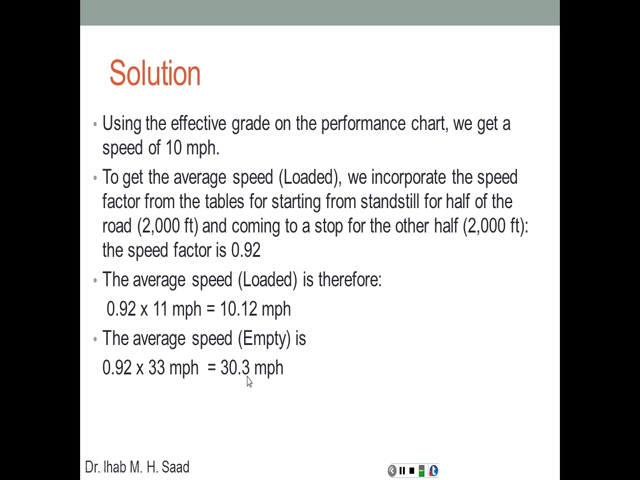 Solution
• Using the effective grade on the performance chart, we get a
speed of 10 mph.
• To get the average speed (Loaded), we incorporate the speed
factor from the tables for starting from standstill for half of the
road (2,000 ft) and coming to a stop for the other half (2,000 ft):
the speed factor is 0.92
• The average speed (Loaded) is therefore:
0.92 x 11 mph = 10.12 mph
• The average speed (Empty) is
0.92 x 33 mph = 30.3 mph
Dr. Ihab M. H. Saad